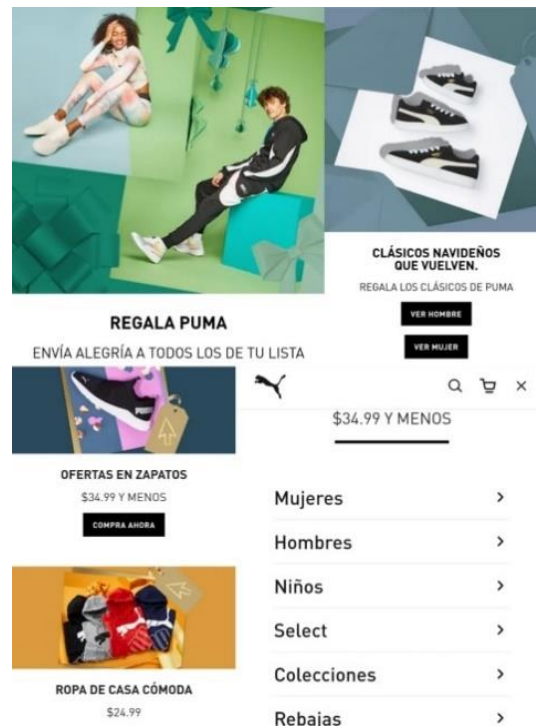 REGALA PUMA
ENVÍA ALEGRÍA A TODOS LOS DE TU LISTA
CLÁSICOS NAVIDEÑOS
QUE VUELVEN.
REGALA LOS CLÁSICOS DE PUMA
VER HOMBRE
VER MUJER
PUMA
OFERTAS EN ZAPATOS
$34.99 Y MENOS
COMPRA AHORA
ROPA DE CASA CÓMODA
$24.99
$34.99 Y MENOS
Mujeres
Hombres
Niños
Select
Colecciones
Rebajas